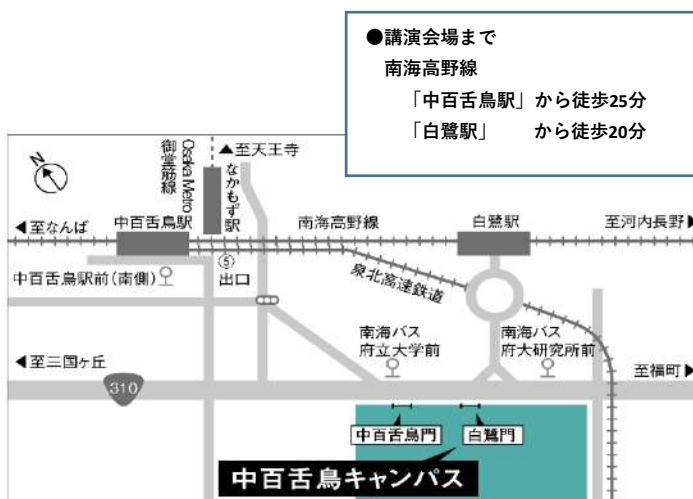 ●講演会場まで
南海高野線
「中百舌鳥駅」から徒歩25分
「白鷺駅」 から徒歩20分
N
御堂筋線
Osaka Metro
▲至天王寺
なかもず駅
◀至なんば
中百舌鳥駅
南海高野線
白鷺駅
至河内長野▶
中百舌鳥駅前(南側)
⑤
出口
泉北高速鉄道
南海バス
府立大学前
南海バス
府大研究所前
◀至三国ヶ丘
至福町▶
310
中百舌鳥門
白鷺門
中百舌鳥キャンパス